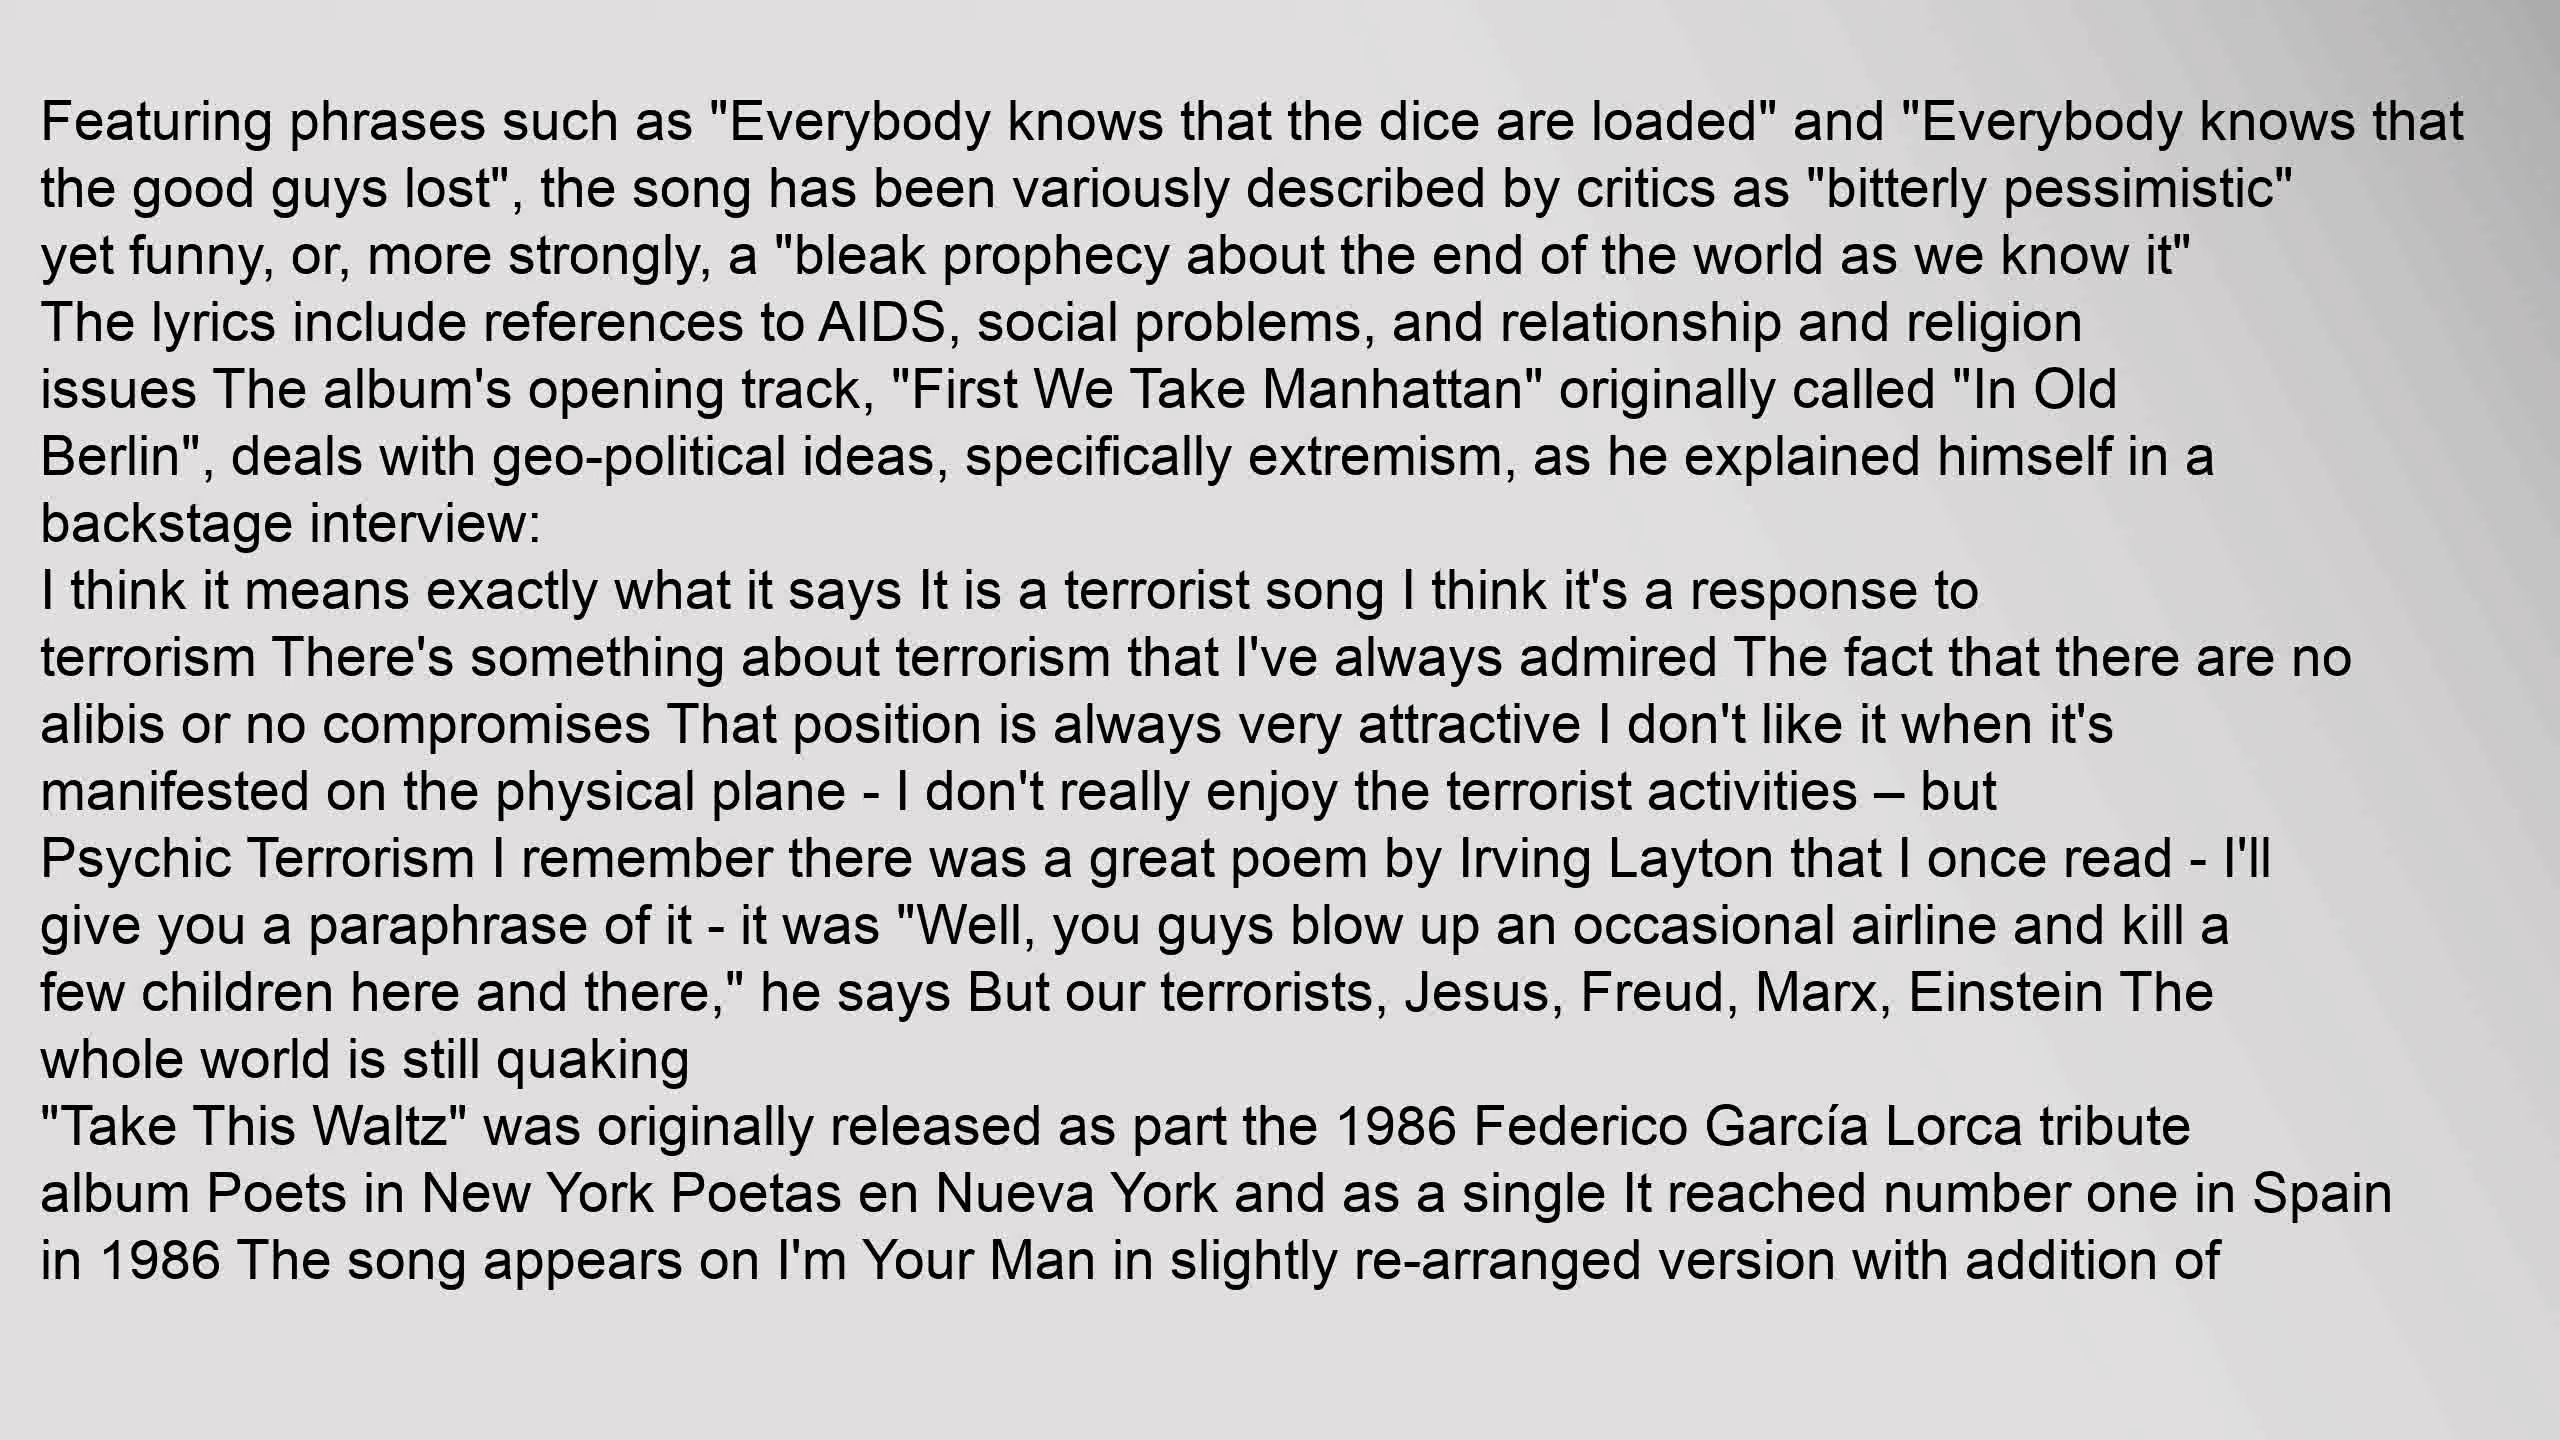 Featuring phrases such as "Everybody knows that the dice are loaded" and "Everybody knows that
the good guys lost", the song has been variously described by critics as "bitterly pessimistic"
yet funny, or, more strongly, a "bleak prophecy about the end of the world as we know it"
The lyrics include references to AIDS, social problems, and relationship and religion
issues The album's opening track, "First We Take Manhattan" originally called "In Old
Berlin", deals with geo-political ideas, specifically extremism, as he explained himself in a
backstage interview:
I think it means exactly what it says It is a terrorist song I think it's a response to
terrorism There's something about terrorism that I've always admired The fact that there are no
alibis or no compromises That position is always very attractive I don't like it when it's
manifested on the physical plane - I don't really enjoy the terrorist activities – but
Psychic Terrorism I remember there was a great poem by Irving Layton that I once read - I'll
give you a paraphrase of it - it was "Well, you guys blow up an occasional airline and kill a
few children here and there," he says But our terrorists, Jesus, Freud, Marx, Einstein The
whole world is still quaking
"Take This Waltz" was originally released as part the 1986 Federico García Lorca tribute
album Poets in New York Poetas en Nueva York and as a single It reached number one in Spain
in 1986 The song appears on I'm Your Man in slightly re-arranged version with addition of